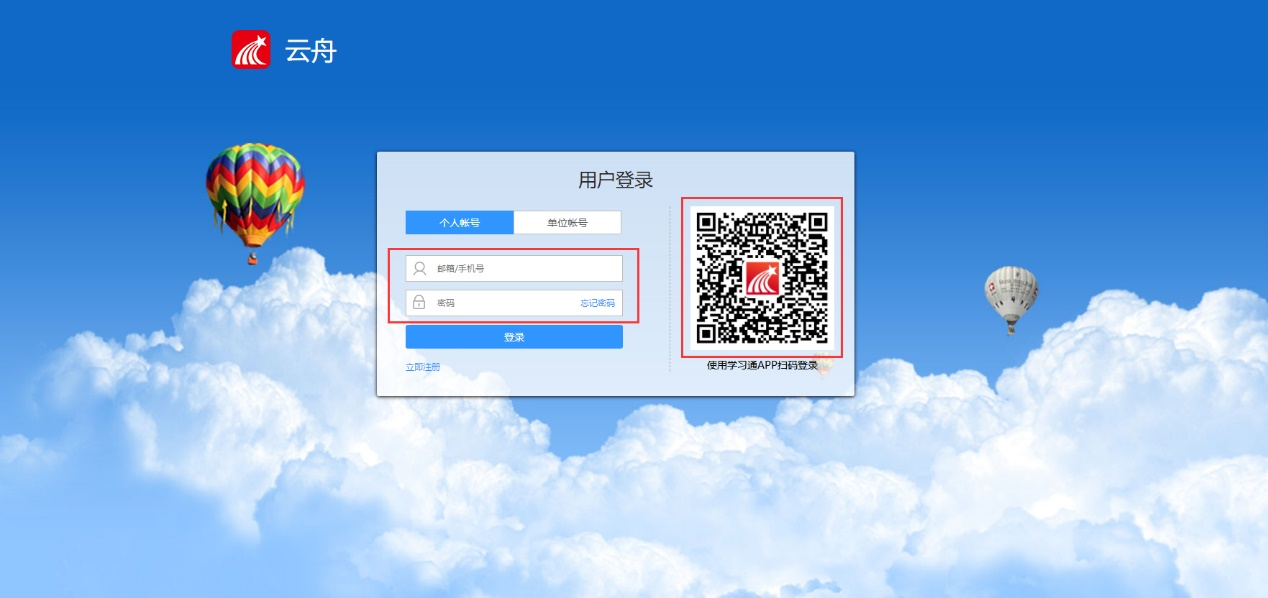 云舟
用户登录
个人帐号
单位帐号
邮箱/手机号
密码
忘记密码
登录
立即注册
使用学习通APP扫码登录